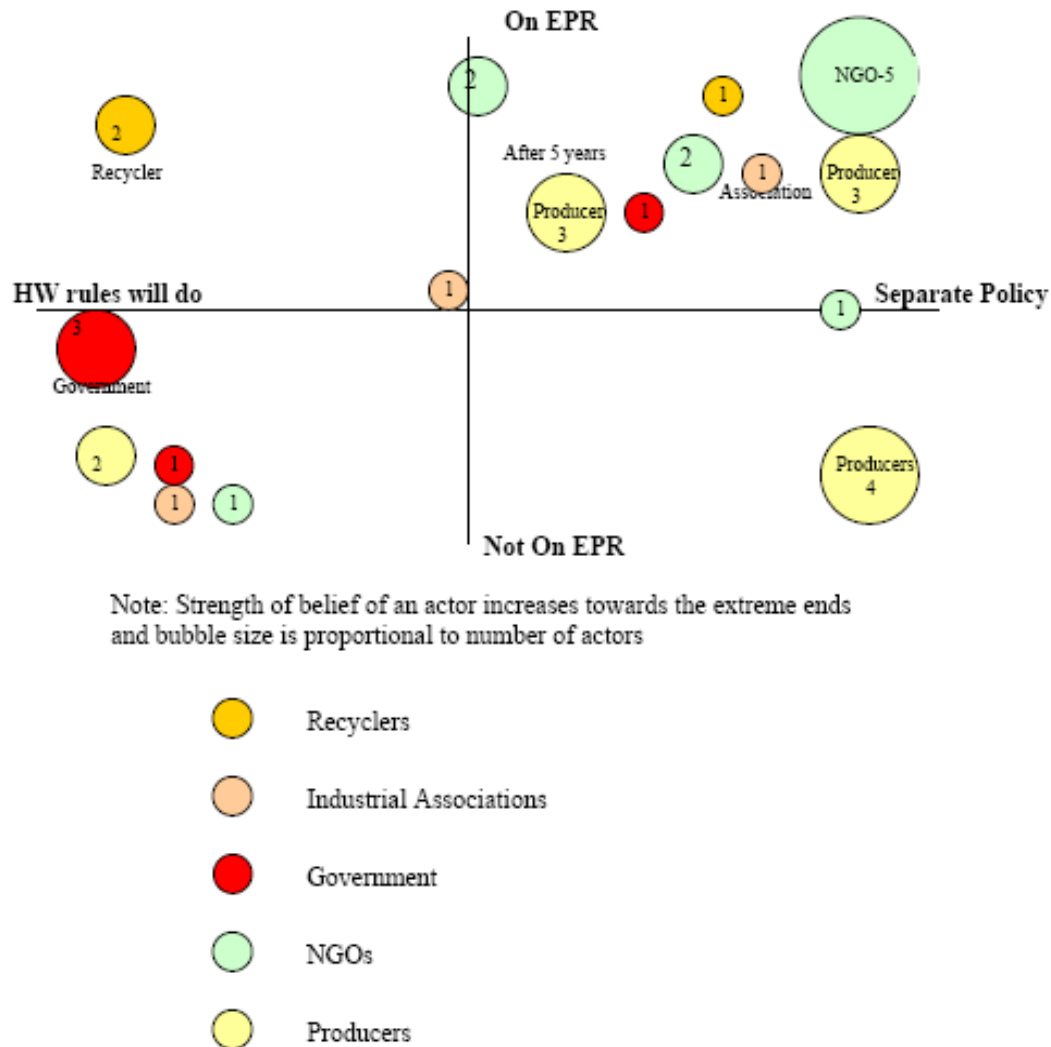 On EPR
2
NGO-5
1
2
Recycler
After 5 years
2
1
Association
Producer
3
Producer
3
1
1
HW rules will do
Separate Policy
1
3
Government
2
1
1
1
Producers
4
Not On EPR
Note: Strength of belief of an actor increases towards the extreme ends
and bubble size is proportional to number of actors
Recyclers
Industrial Associations
Government
NGOs
Producers